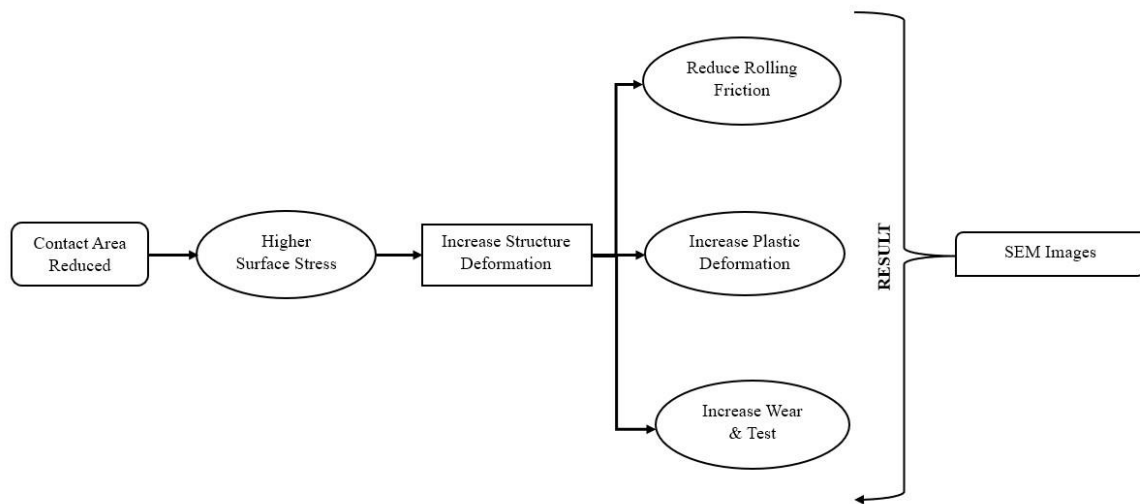 Contact Area
Reduced
Higher
Surface Stress
Increase Structure
Deformation
Reduce Rolling
Friction
Increase Plastic
Deformation
Increase Wear
& Test
RESULT
SEM Images